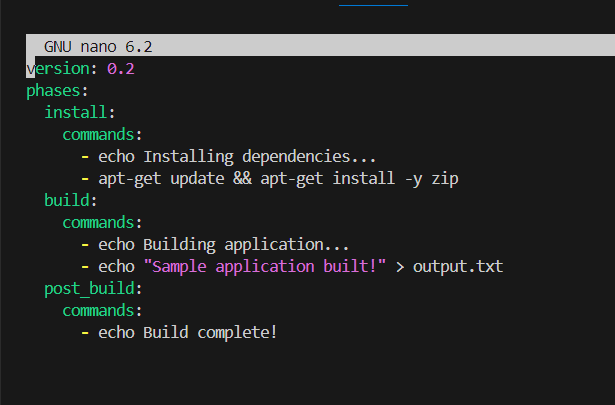 GNU nano 6.2
version: 0.2
phases:
  install:
    commands:
      - echo Installing dependencies...
      - apt-get update && apt-get install -y zip
  build:
    commands:
      - echo Building application...
      - echo "Sample application built!" > output.txt
  post_build:
    commands:
      - echo Build complete!